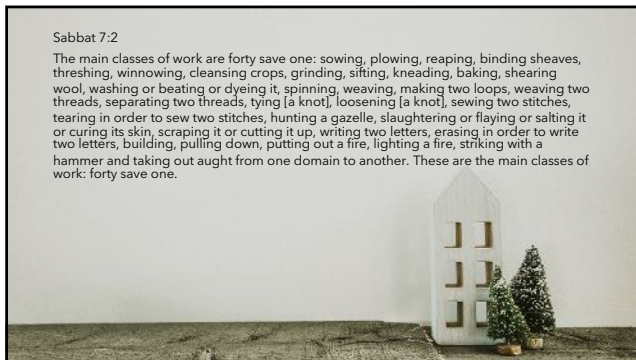 Sabbat 7:2
The main classes of work are forty save one: sowing, plowing, reaping, binding sheaves,
threshing, winnowing, cleansing crops, grinding, sifting, kneading, baking, shearing
wool, washing or beating or dyeing it, spinning, weaving, making two loops, weaving two
threads, separating two threads, tying [a knot], loosening [a knot], sewing two stitches,
tearing in order to sew two stitches, hunting a gazelle, slaughtering or flaying or salting it
or curing its skin, scraping it or cutting it up, writing two letters, erasing in order to write
two letters, building, pulling down, putting out a fire, lighting a fire, striking with a
hammer and taking out aught from one domain to another. These are the main classes of
work: forty save one.